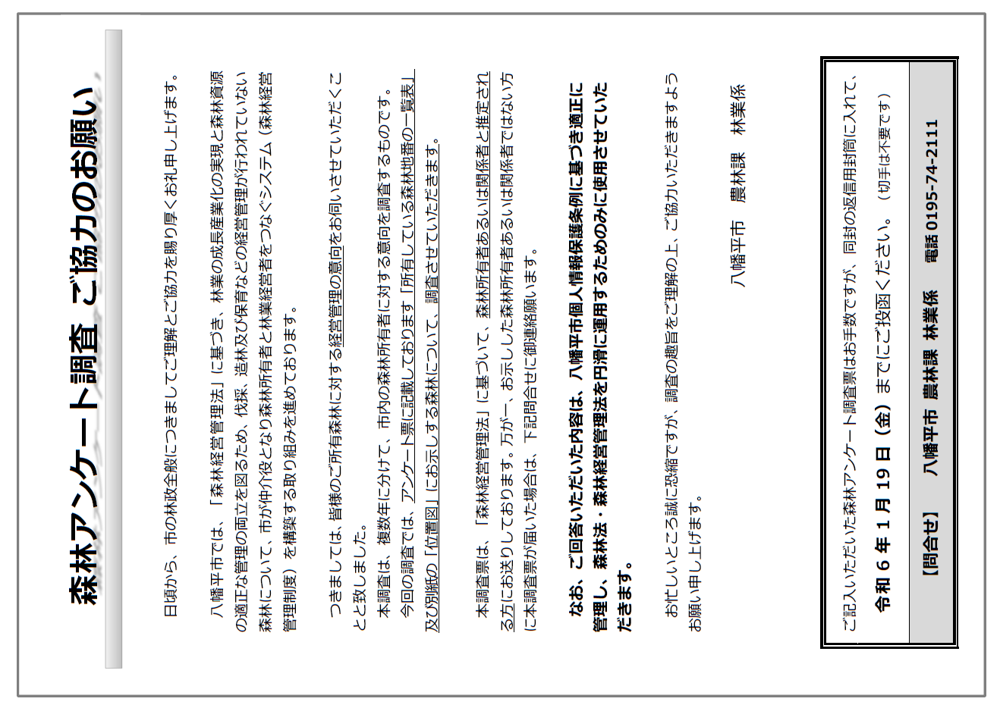 森林アンケート調査 ご協力のお願い
日頃から、市の林政全般につきましてご理解とご協力を賜り厚くお礼申し上げます。
八幡平市では、「森林経営管理法」に基づき、林業の成長産業化の実現と森林資源
の適正な管理の両立を図るため、伐採、造林及び保育などの経営管理が行われていない
森林について、市が仲介役となり森林所有者と林業経営者をつなぐシステム（森林経営
管理制度）を構築する取り組みを進めております。
つきましては、皆様のご所有森林に対する経営管理の意向をお伺いさせていただくこ
とと致しました。
本調査は、複数年に分けて、市内の森林所有者に対する意向を調査するものです。
今回の調査では、アンケート票に記載しております「所有している森林地番の一覧表」
及び別紙の「位置図」にお示しする森林について、調査させていただきます。
本調査票は、「森林経営管理法」に基づいて、森林所有者あるいは関係者と推定され
る方にお送りしております。万が一、お示しした森林所有者あるいは関係者ではない方
に本調査票が届いた場合は、下記問合せに御連絡願います。
なお、ご回答いただいた内容は、八幡平市個人情報保護条例に基づき適正に
管理し、森林法・森林経営管理法を円滑に運用するためのみに使用させていた
だきます。
お忙しいところ誠に恐縮ですが、調査の趣旨をご理解の上、ご協力いただきますよう
お願い申し上げます。
八幡平市　農林課　林業係
ご記入いただいた森林アンケート調査票はお手数ですが、同封の返信用封筒に入れて、
令和 6 年 1 月 19 日（金）までにご投函ください。（切手は不要です）
【問合せ】　八幡平市 農林課 林業係　電話 0195-74-2111